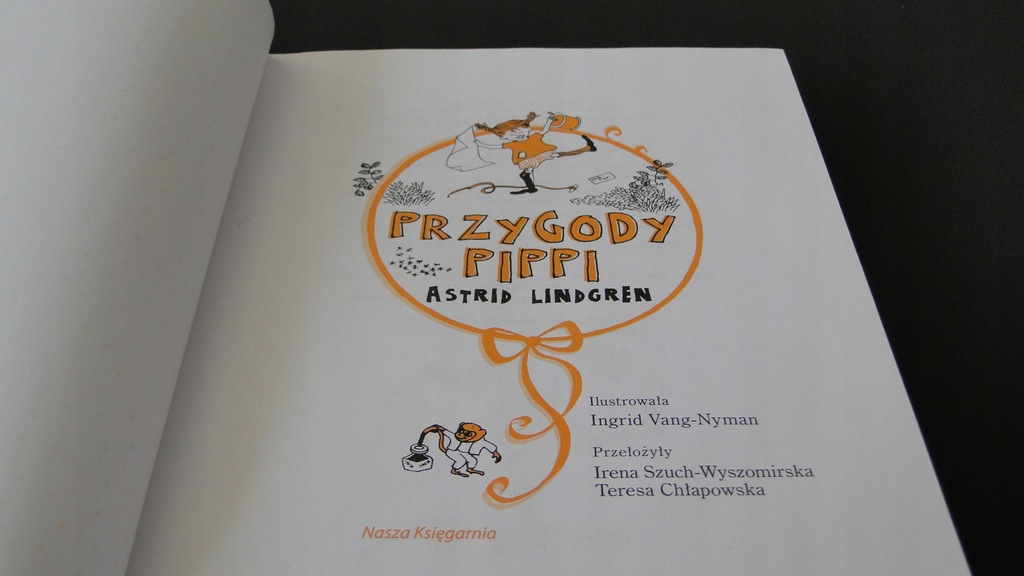 PRZYGODY
PIPPI
ASTRID LINDGREN
Ilustrowała
Ingrid Vang-Nyman
Przełożyły
Irena Szuch-Wyszomirska
Teresa Chłapowska
Nasza Księgarnia